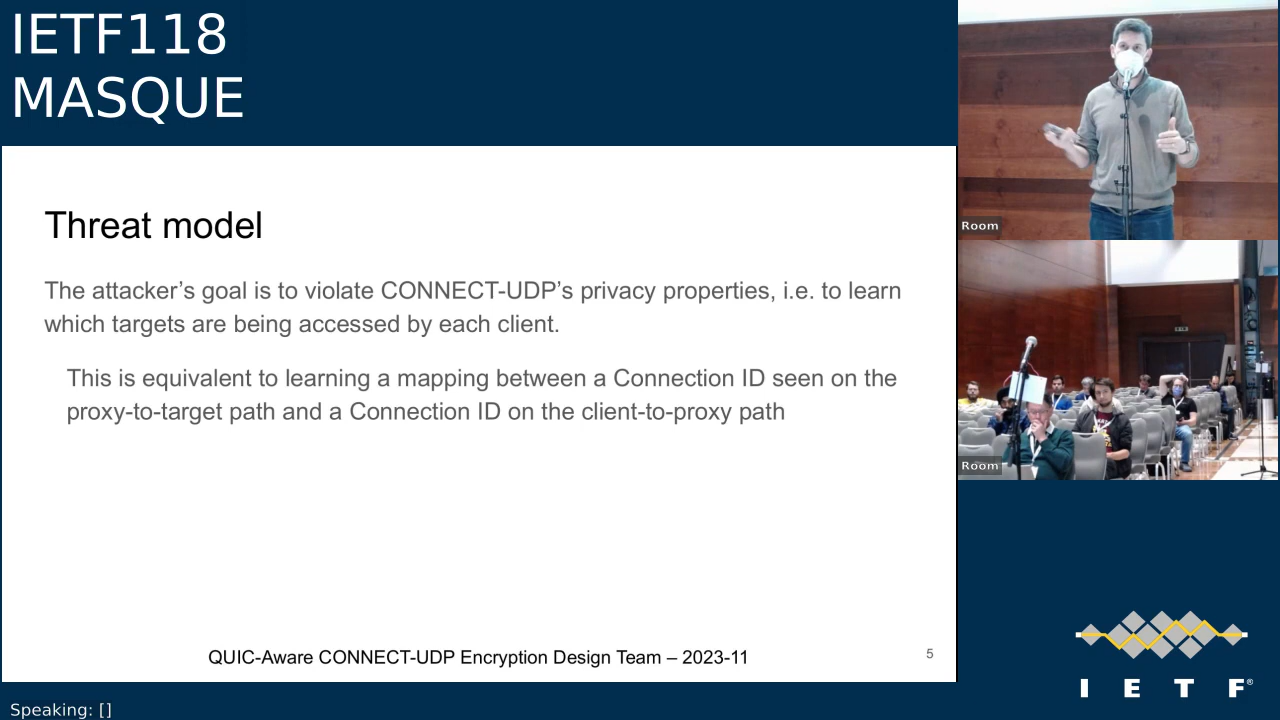 IETF118
MASQUE
Threat model
The attacker’s goal is to violate CONNECT-UDP’s privacy properties, i.e. to learn
which targets are being accessed by each client.
This is equivalent to learning a mapping between a Connection ID seen on the
proxy-to-target path and a Connection ID on the client-to-proxy path
QUIC-Aware CONNECT-UDP Encryption Design Team – 2023-11
5
Room
Room
I E T F®
Speaking: []